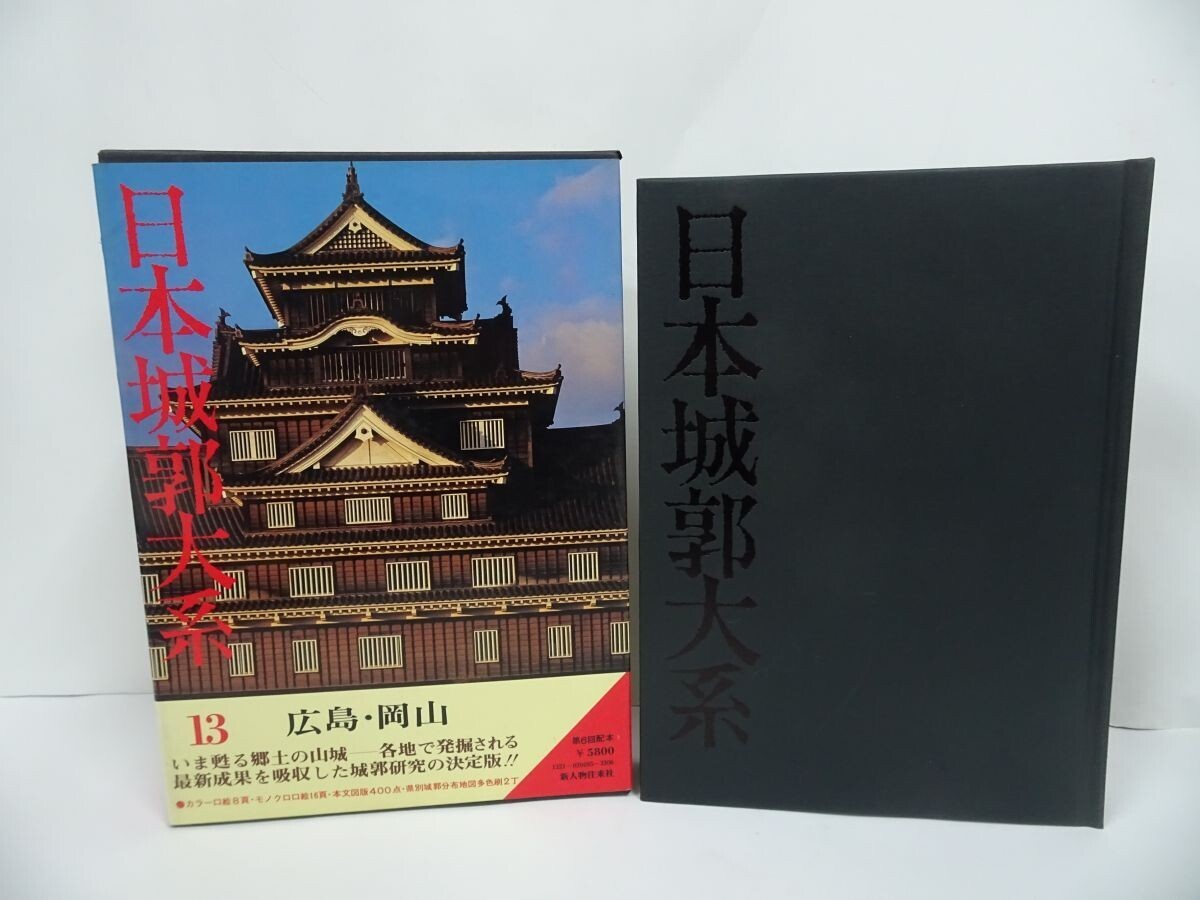 日本城郭大系
13
広島・岡山
いま甦る郷土の山城──各地で発掘される
最新成果を吸収した城郭研究の決定版!!
●カラー口絵8頁・モノクロ口絵16頁・本文図版400点・県別城郭分布地図多色刷2丁
第6回配本
¥5800
1321-070485-3306
新人物往来社
日本城郭大系